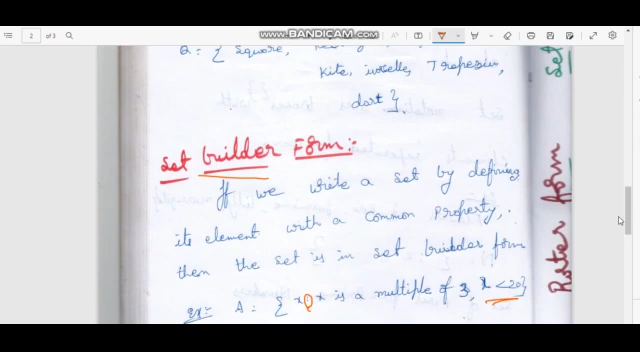 www.BANDICAM.com
2 of 3
Q = { Square,
Kite, Trapezium,
dart }.
Set builder Form:-
If we write a set by defining
its element with a common property,.
then the set is in set builder form
Ex:- A = { x : x is a multiple of 3, x <20}
Roster form
Set